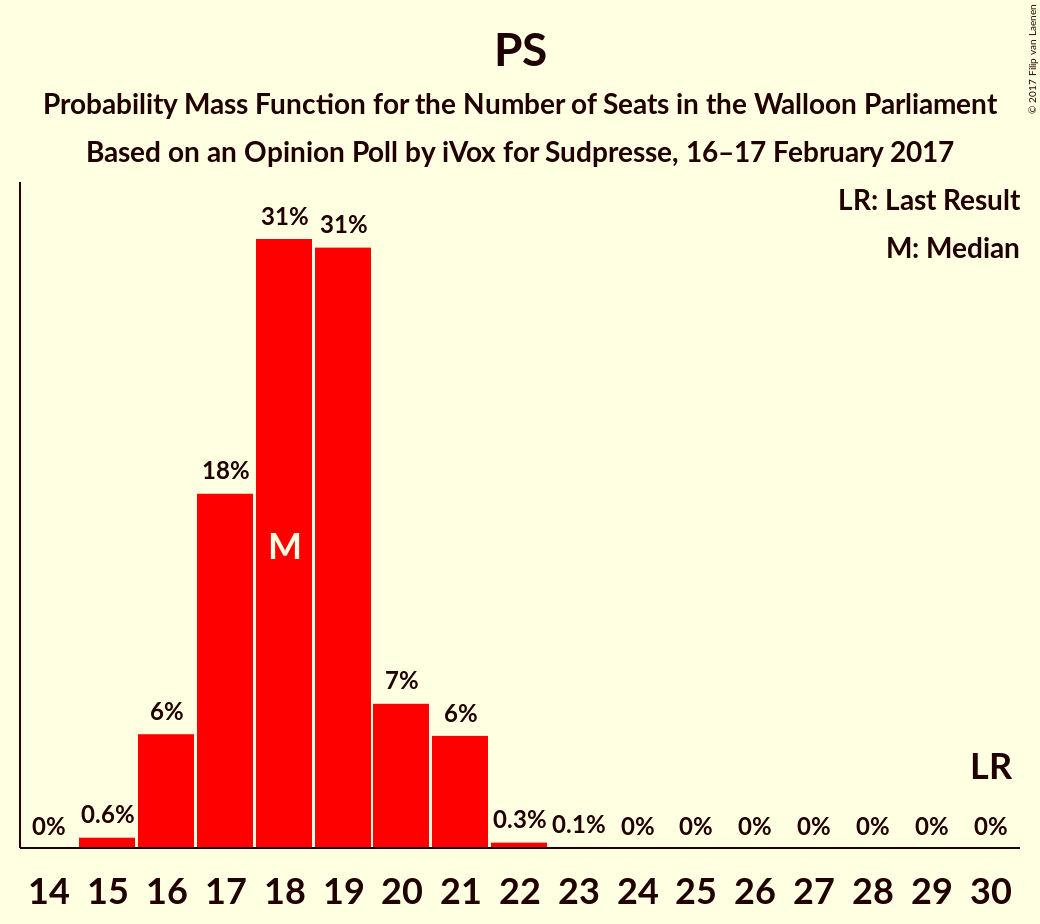 PS
Probability Mass Function for the Number of Seats in the Walloon Parliament
Based on an Opinion Poll by iVox for Sudpresse, 16–17 February 2017
© 2017 Filip van Laenen
LR: Last Result
M: Median
0% 0.6% 6% 18% 31% 31% 7% 6% 0.3% 0.1% 0% 0% 0% 0% 0% 0% 0%
M
LR
14 15 16 17 18 19 20 21 22 23 24 25 26 27 28 29 30